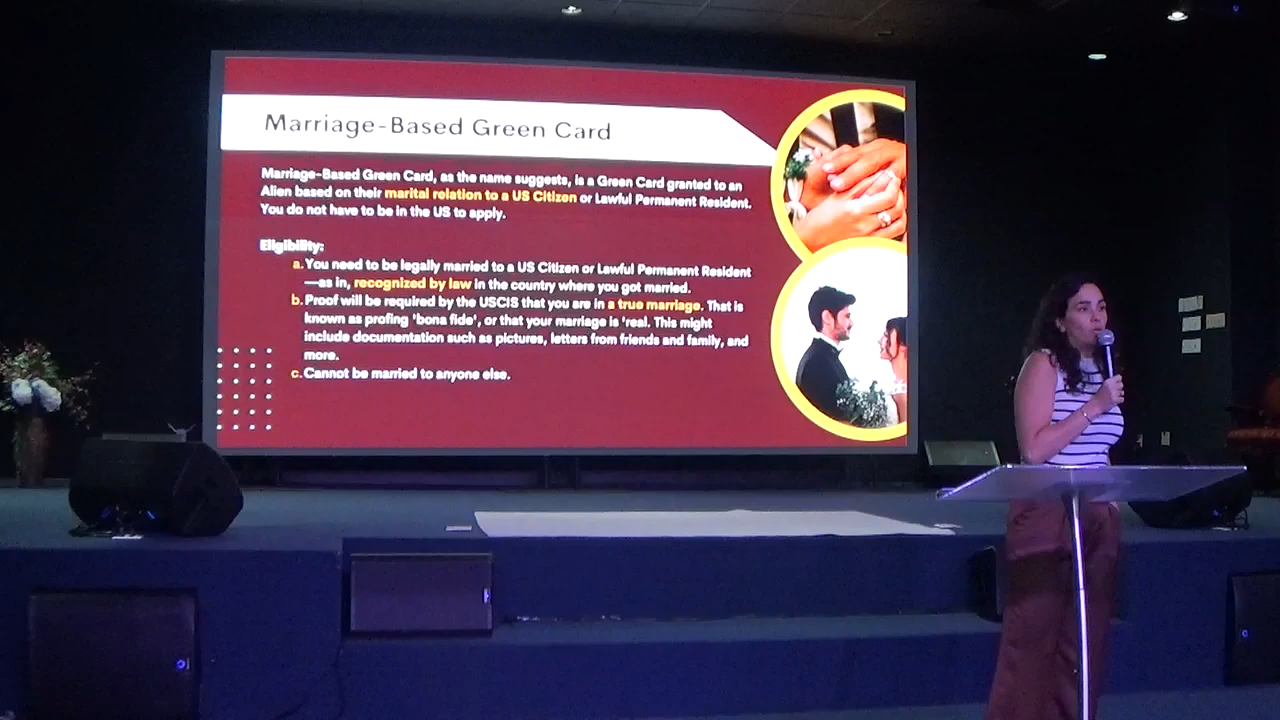 Marriage-Based Green Card
Marriage-Based Green Card, as the name suggests, is a Green Card granted to an
Alien based on their marital relation to a US Citizen or Lawful Permanent Resident.
You do not have to be in the US to apply.
Eligibility:
a. You need to be legally married to a US Citizen or Lawful Permanent Resident
—as in, recognized by law in the country where you got married.
b. Proof will be required by the USCIS that you are in a true marriage. That is
known as profing 'bona fide', or that your marriage is 'real. This might
include documentation such as pictures, letters from friends and family, and
more.
c. Cannot be married to anyone else.